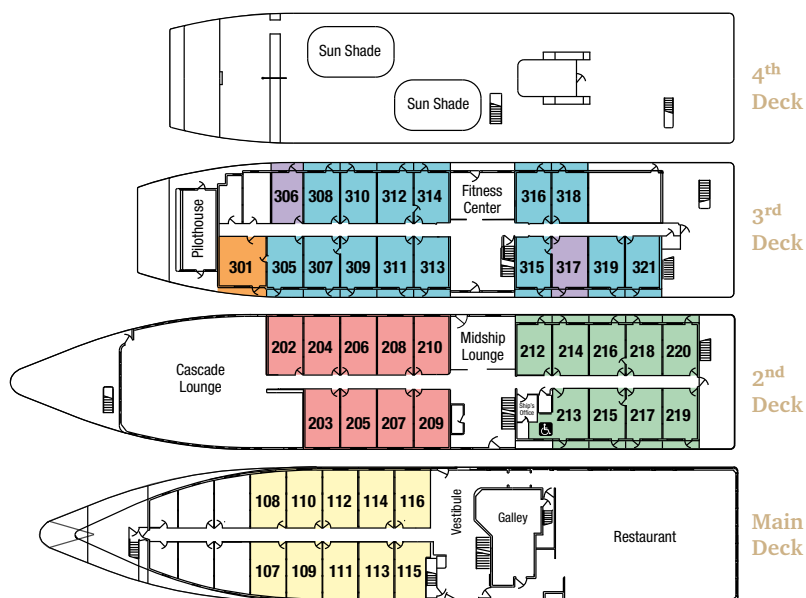 Sun Shade
Sun Shade
4th
Deck
306 308 310 312 314
Fitness
Center
316 318
Pilothouse
301 305 307 309 311 313
315 317 319 321
3rd
Deck
202 204 206 208 210
Midship
Lounge
212 214 216 218 220
Cascade
Lounge
203 205 207 209
Ship's
Office
213 215 217 219
2nd
Deck
108 110 112 114 116
Vestibule
Galley
Restaurant
107 109 111 113 115
Main
Deck